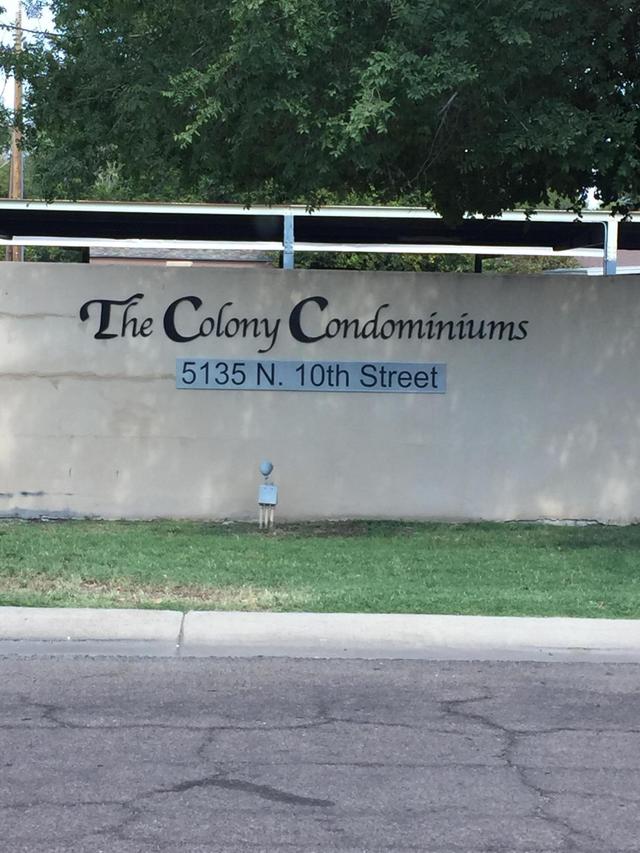 The Colony Condominiums
5135 N. 10th Street